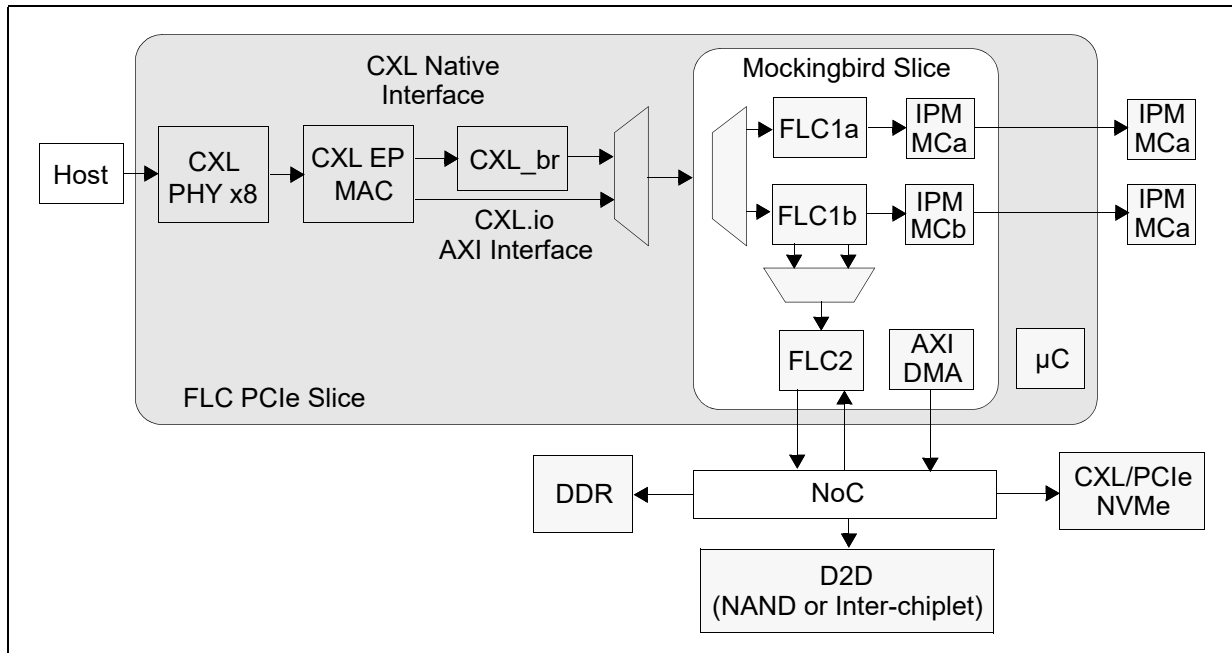 CXL Native
Interface
Mockingbird Slice
Host
CXL
PHY x8
CXL EP
MAC
CXL_br
CXL.io
AXI Interface
FLC1a
IPM
MCa
IPM
MCa
FLC1b
IPM
MCb
IPM
MCa
FLC2
AXI
DMA
µC
FLC PCIe Slice
DDR
NoC
CXL/PCIe
NVMe
D2D
(NAND or Inter-chiplet)